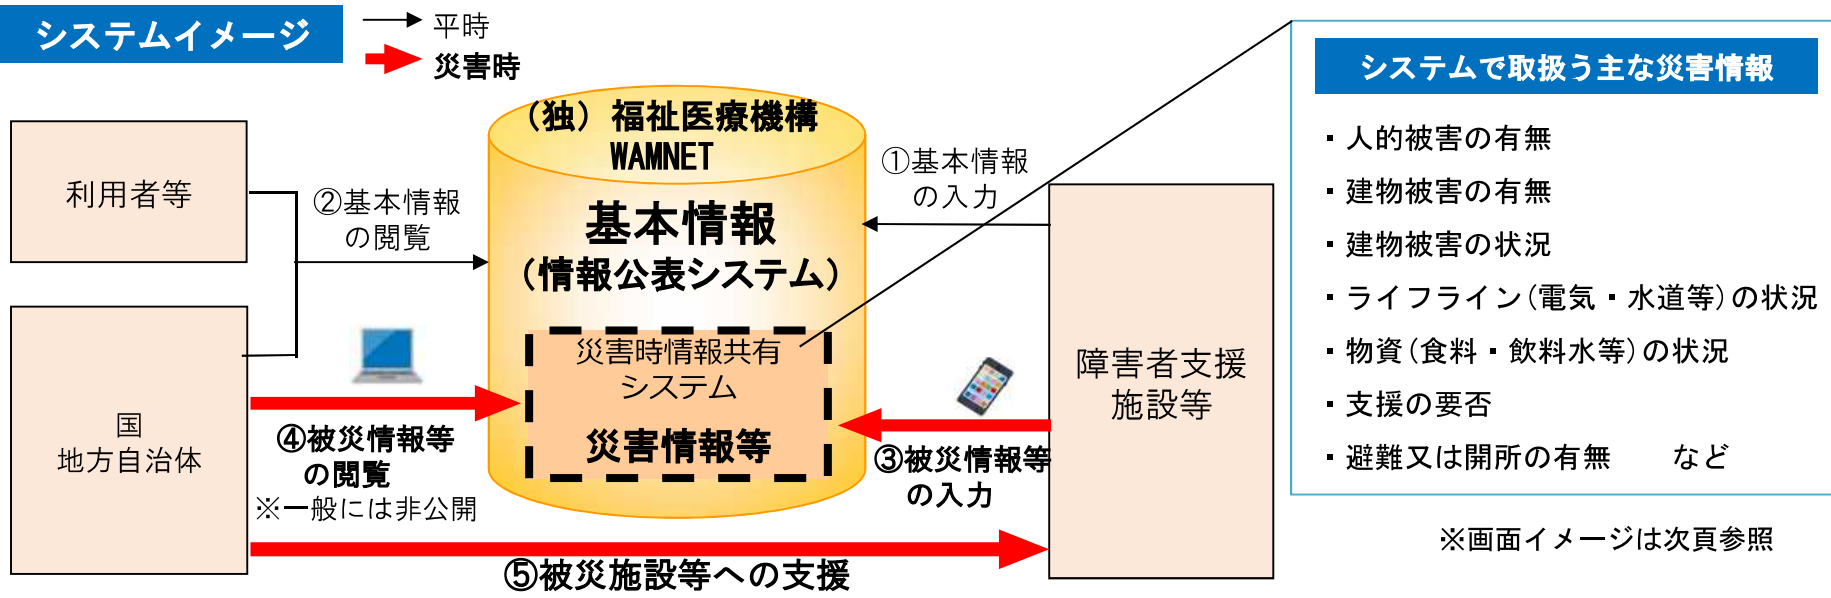 システムイメージ
平時
災害時
利用者等
国
地方自治体
②基本情報
の閲覧
(独)福祉医療機構
WAMNET
基本情報
(情報公表システム)
災害時情報共有
システム
災害情報等
①基本情報
の入力
障害者支援
施設等
③被災情報等
の入力
④被災情報等
の閲覧
※一般には非公開
⑤被災施設等への支援
システムで取扱う主な災害情報
・人的被害の有無
・建物被害の有無
・建物被害の状況
・ライフライン(電気・水道等)の状況
・物資(食料・飲料水等)の状況
・支援の要否
・避難又は開所の有無　　など
※画面イメージは次頁参照